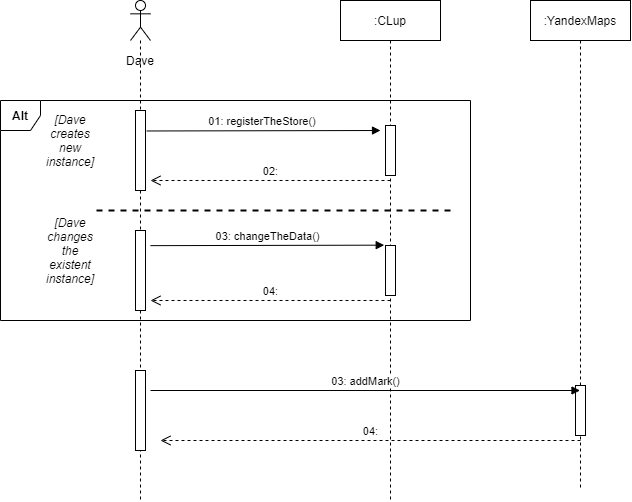 :CLup
:YandexMaps
Dave
Alt
[Dave
creates
new
instance]
01: registerTheStore()
02:
[Dave
changes
the
existent
instance]
03: changeTheData()
04:
03: addMark()
04: